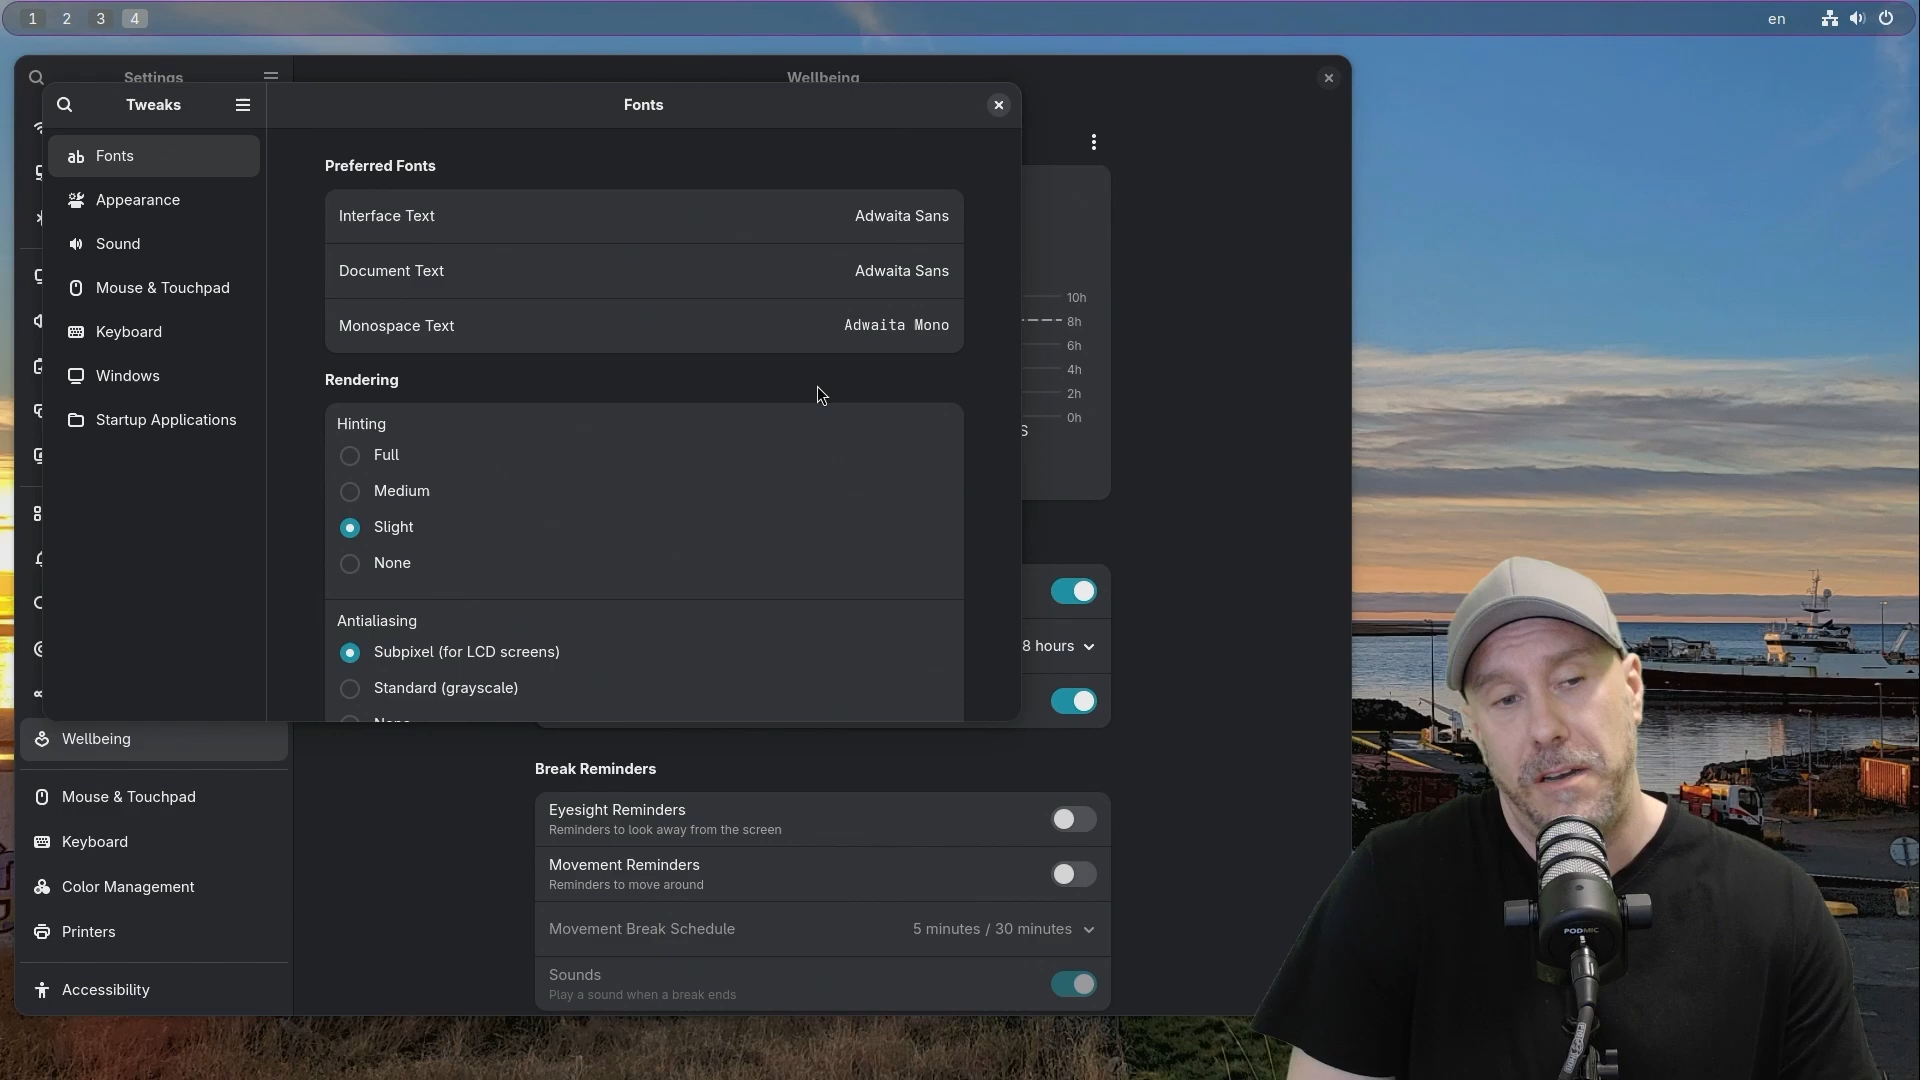 1 2 3 4
en
Settings
Wellbeing
Tweaks
Fonts
Fonts
Appearance
Sound
Mouse & Touchpad
Keyboard
Windows
Startup Applications
Preferred Fonts
Interface Text Adwaita Sans
Document Text Adwaita Sans
Monospace Text Adwaita Mono
Rendering
Hinting
Full
Medium
Slight
None
Antialiasing
Subpixel (for LCD screens)
Standard (grayscale)
None
10h
8h
6h
4h
2h
0h
S
8 hours
Wellbeing
Mouse & Touchpad
Keyboard
Color Management
Printers
Accessibility
Break Reminders
Eyesight Reminders
Reminders to look away from the screen
Movement Reminders
Reminders to move around
Movement Break Schedule 5 minutes / 30 minutes
Sounds
Play a sound when a break ends
PODMIC